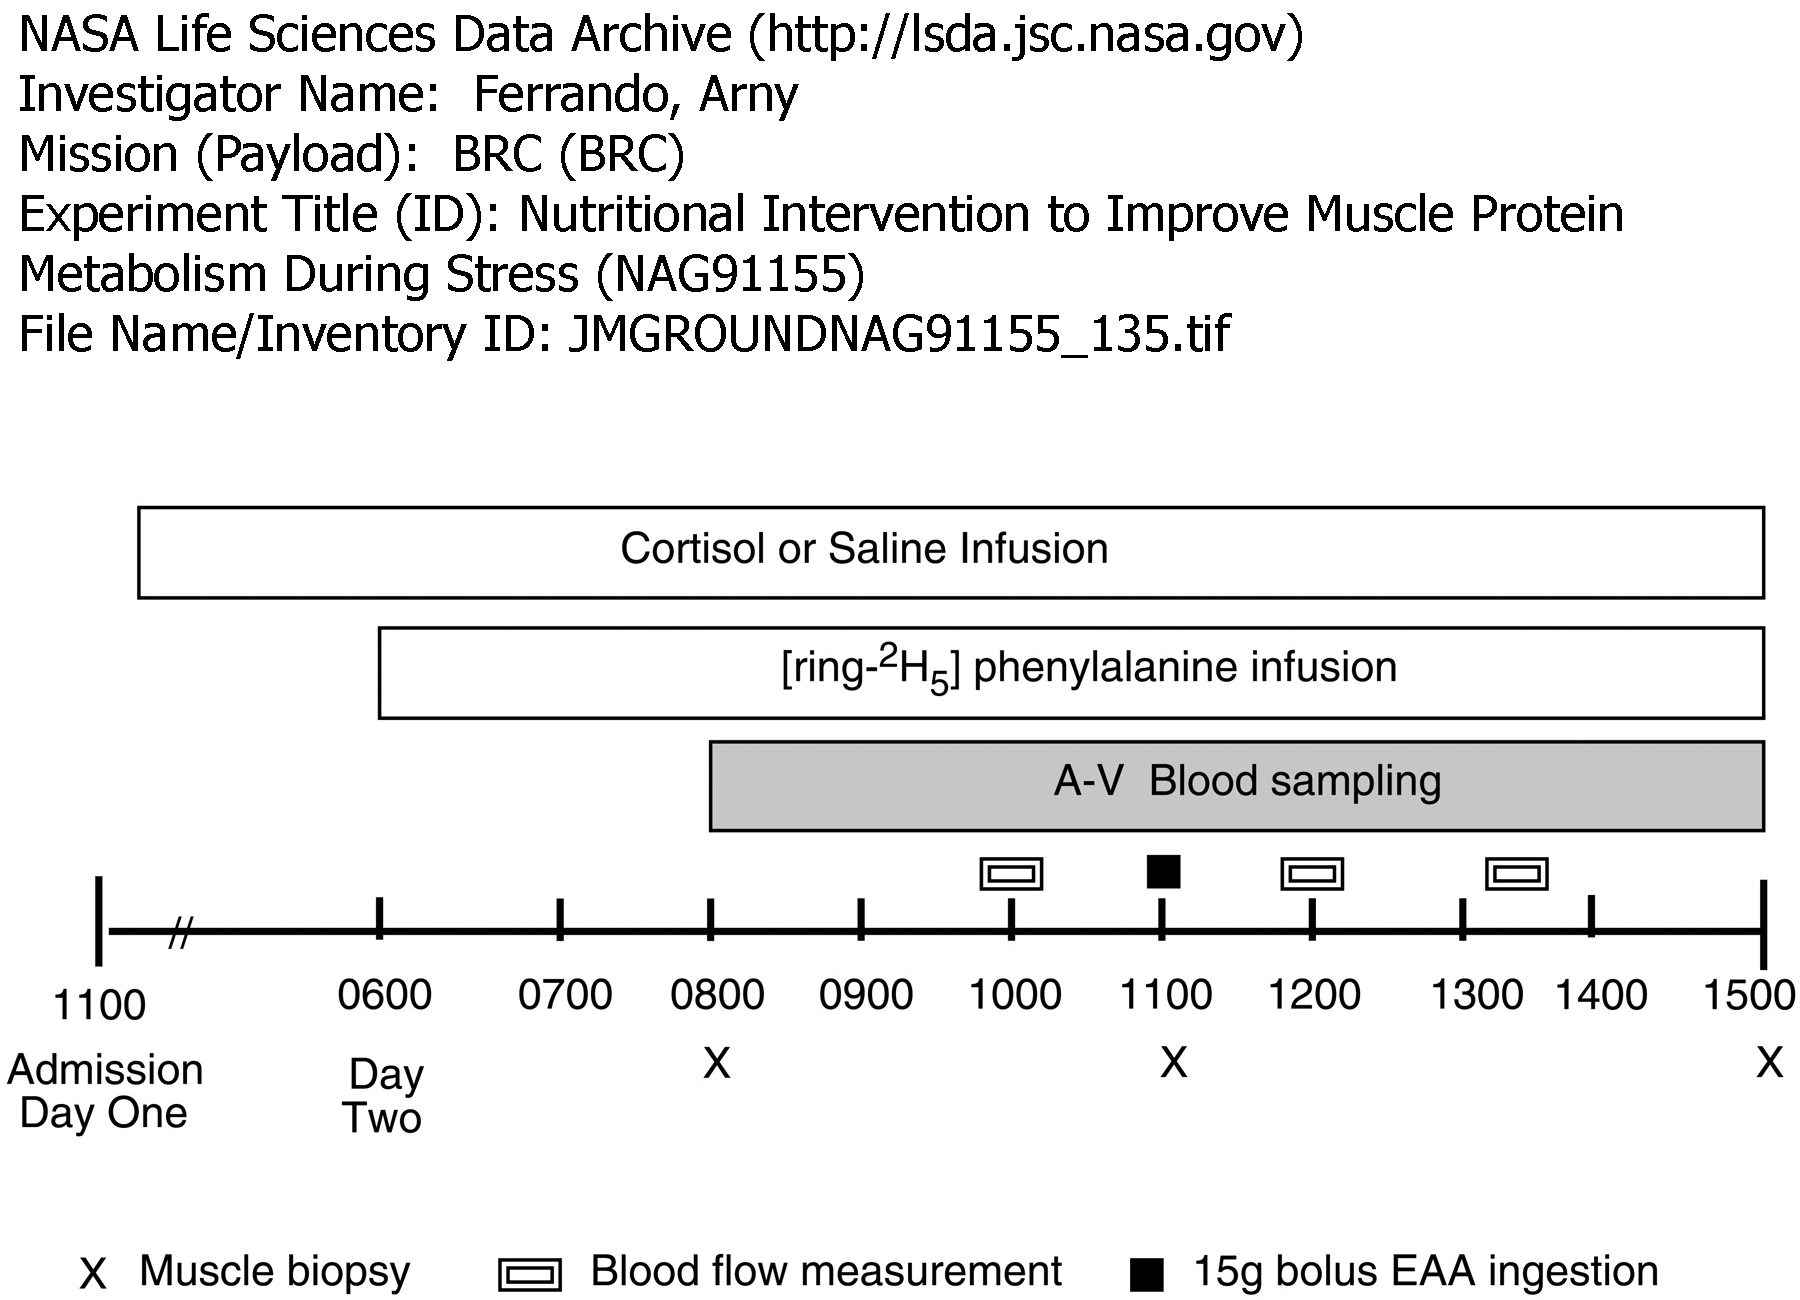 NASA Life Sciences Data Archive (http://lsda.jsc.nasa.gov)
Investigator Name:  Ferrando, Arny
Mission (Payload):  BRC (BRC)
Experiment Title (ID): Nutritional Intervention to Improve Muscle Protein
Metabolism During Stress (NAG91155)
File Name/Inventory ID: JMGROUNDNAG91155_135.tif
Cortisol or Saline Infusion
[ring-²H₅] phenylalanine infusion
A-V  Blood sampling
1100 0600 0700 0800 0900 1000 1100 1200 1300 1400 1500
X X X
Admission Day
Day One Two
X Muscle biopsy Blood flow measurement 15g bolus EAA ingestion